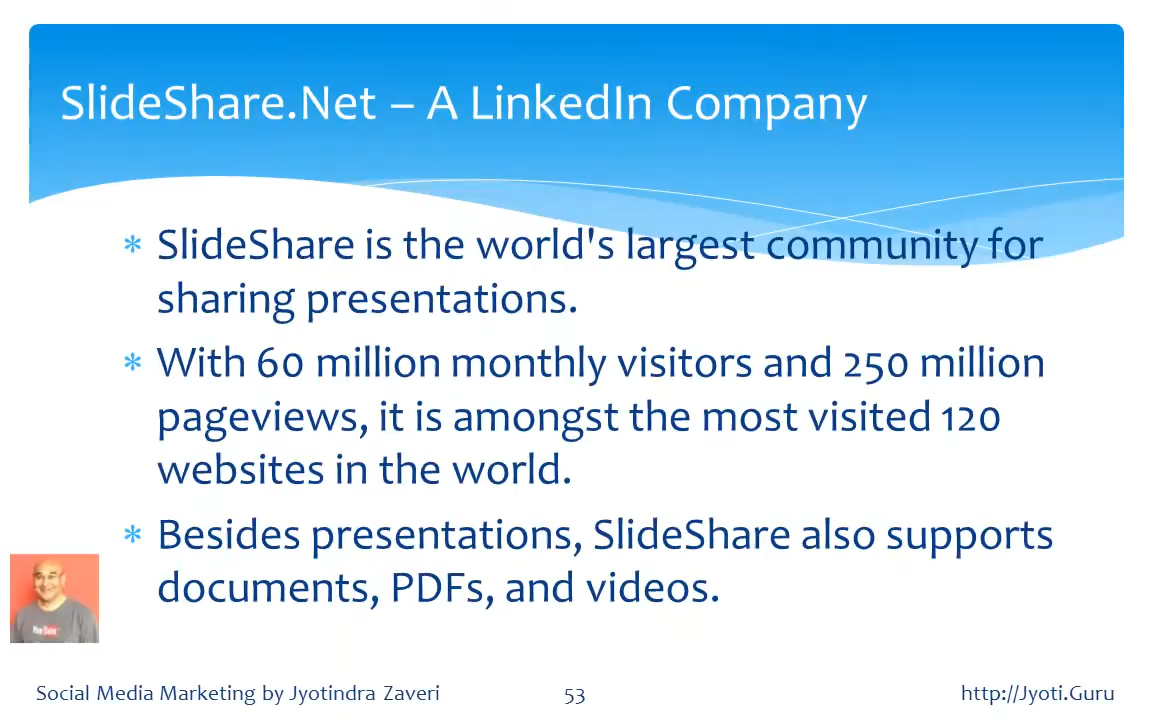 SlideShare.Net – A LinkedIn Company
* SlideShare is the world's largest community for
sharing presentations.
* With 60 million monthly visitors and 250 million
pageviews, it is amongst the most visited 120
websites in the world.
* Besides presentations, SlideShare also supports
documents, PDFs, and videos.
YouTube
Social Media Marketing by Jyotindra Zaveri 53 http://Jyoti.Guru